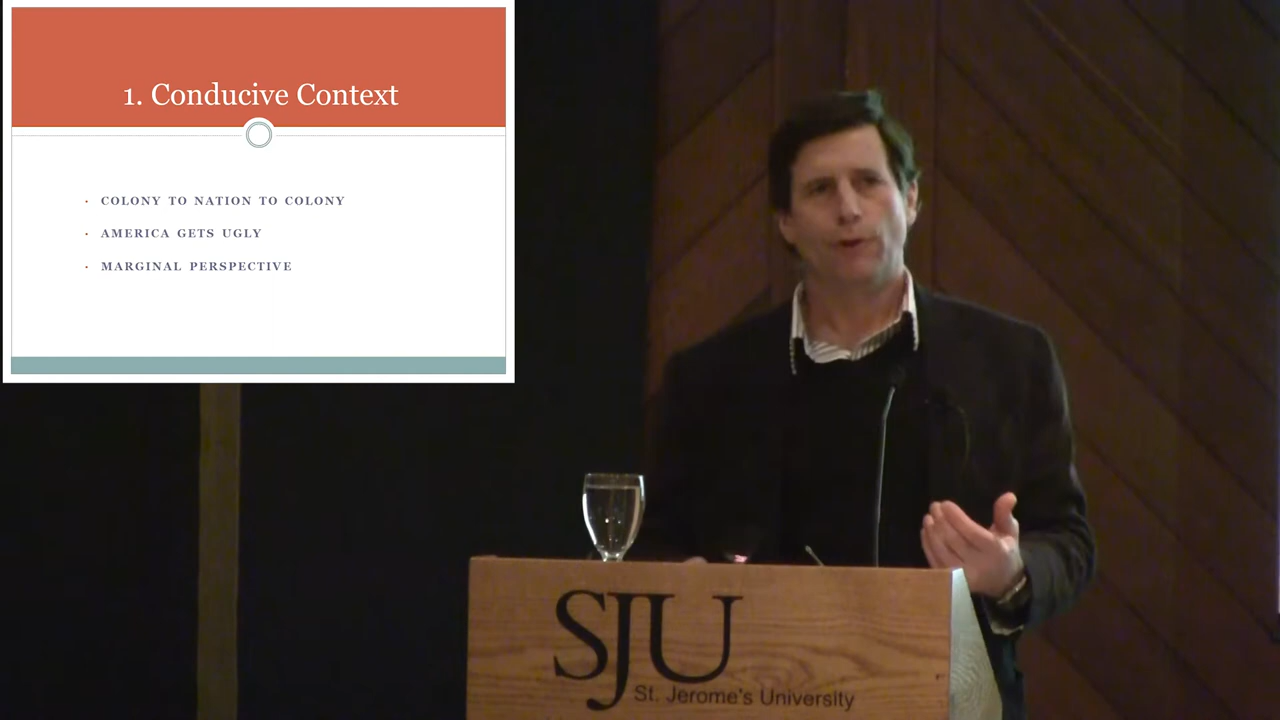 1. Conducive Context
· COLONY TO NATION TO COLONY
· AMERICA GETS UGLY
· MARGINAL PERSPECTIVE
SJU
St. Jerome's University